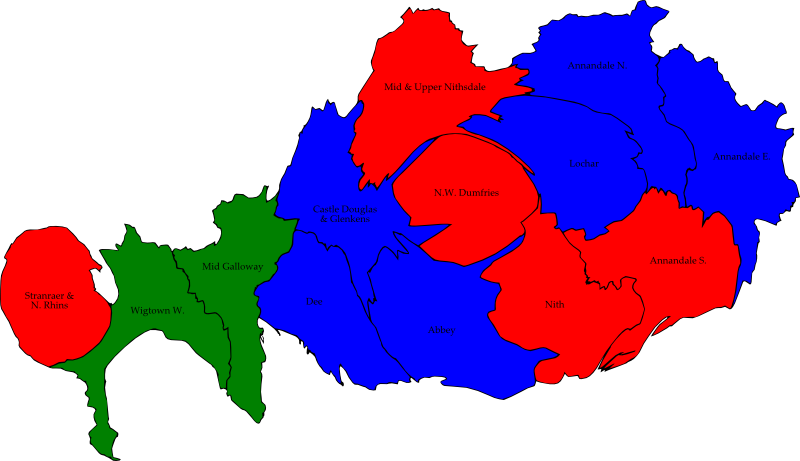 Annandale N.
Mid & Upper Nithsdale
Annandale E.
Lochar
N.W. Dumfries
Castle Douglas
& Glenkens
Mid Galloway
Annandale S.
Stranraer &
N. Rhins
Wigtown W.
Dee
Nith
Abbey